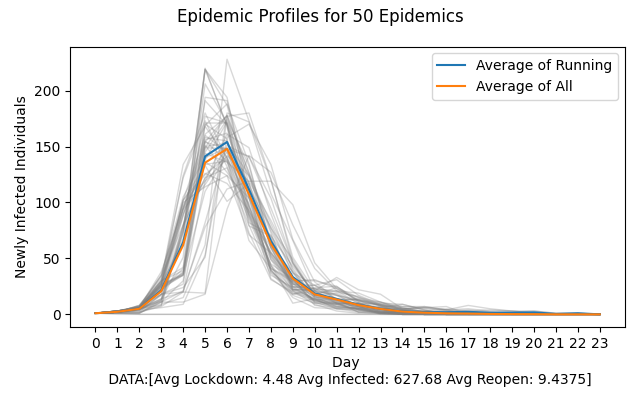 Epidemic Profiles for 50 Epidemics
Average of Running
Average of All
200
150
100
50
0
Newly Infected Individuals
0 1 2 3 4 5 6 7 8 9 10 11 12 13 14 15 16 17 18 19 20 21 22 23
Day
DATA:[Avg Lockdown: 4.48 Avg Infected: 627.68 Avg Reopen: 9.4375]